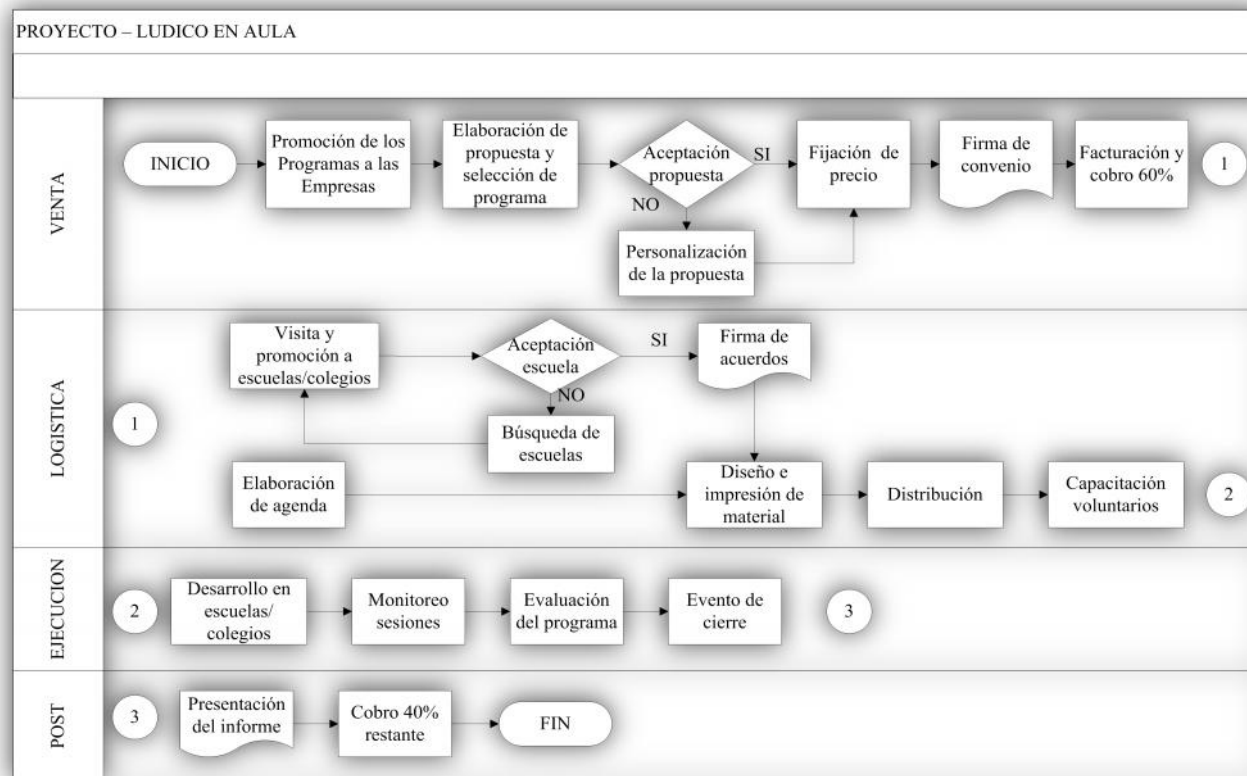 PROYECTO – LUDICO EN AULA
VENTA
INICIO
Promoción de los
Programas a las
Empresas
Elaboración de
propuesta y
selección de
programa
Aceptación
propuesta
SI
NO
Personalización
de la propuesta
Fijación de
precio
Firma de
convenio
Facturación y
cobro 60%
1
LOGISTICA
1
Visita y
promoción a
escuelas/colegios
Aceptación
escuela
SI
NO
Búsqueda de
escuelas
Firma de
acuerdos
Elaboración
de agenda
Diseño e
impresión de
material
Distribución
Capacitación
voluntarios
2
EJECUCION
2
Desarrollo en
escuelas/
colegios
Monitoreo
sesiones
Evaluación
del programa
Evento de
cierre
3
POST
3
Presentación
del informe
Cobro 40%
restante
FIN